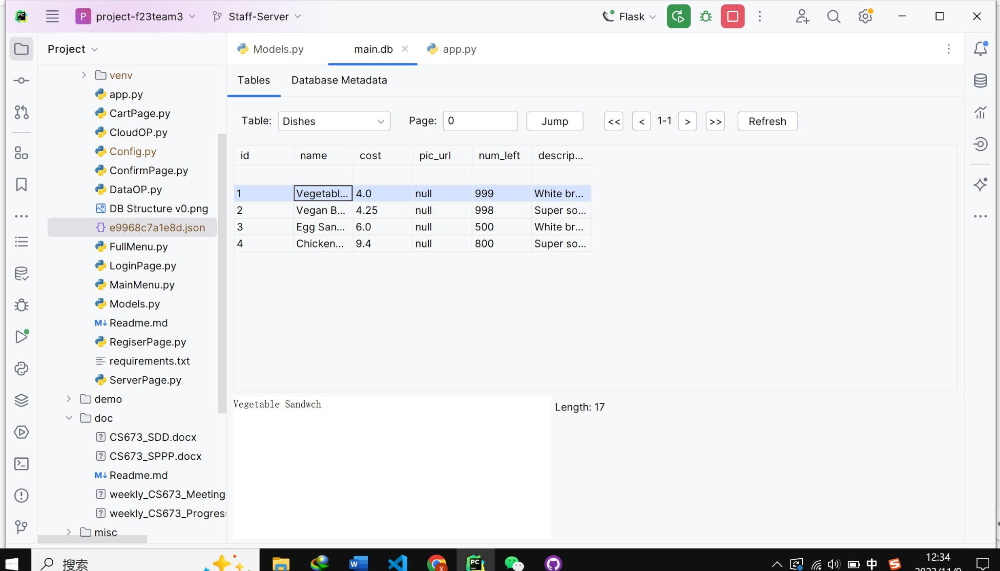 PC
P project-f23team3 Staff-Server Flask
Project
Models.py main.db app.py
Tables Database Metadata
Table: Dishes Page: 0 Jump << < 1-1 > >> Refresh
venv
app.py
CartPage.py
CloudOP.py
Config.py
ConfirmPage.py
DataOP.py
DB Structure v0.png
e9968c7a1e8d.json
FullMenu.py
LoginPage.py
MainMenu.py
Models.py
M↓ Readme.md
RegiserPage.py
requirements.txt
ServerPage.py
demo
doc
CS673_SDD.docx
CS673_SPPP.docx
M↓ Readme.md
weekly_CS673_Meeting
weekly_CS673_Progres
misc
id name cost pic_url num_left descrip...
1 Vegetabl... 4.0 null 999 White br...
2 Vegan B... 4.25 null 998 Super so...
3 Egg San... 6.0 null 500 White br...
4 Chicken... 9.4 null 800 Super so...
Vegetable Sandwch
Length: 17
搜索
W
PC
中
S
12:34